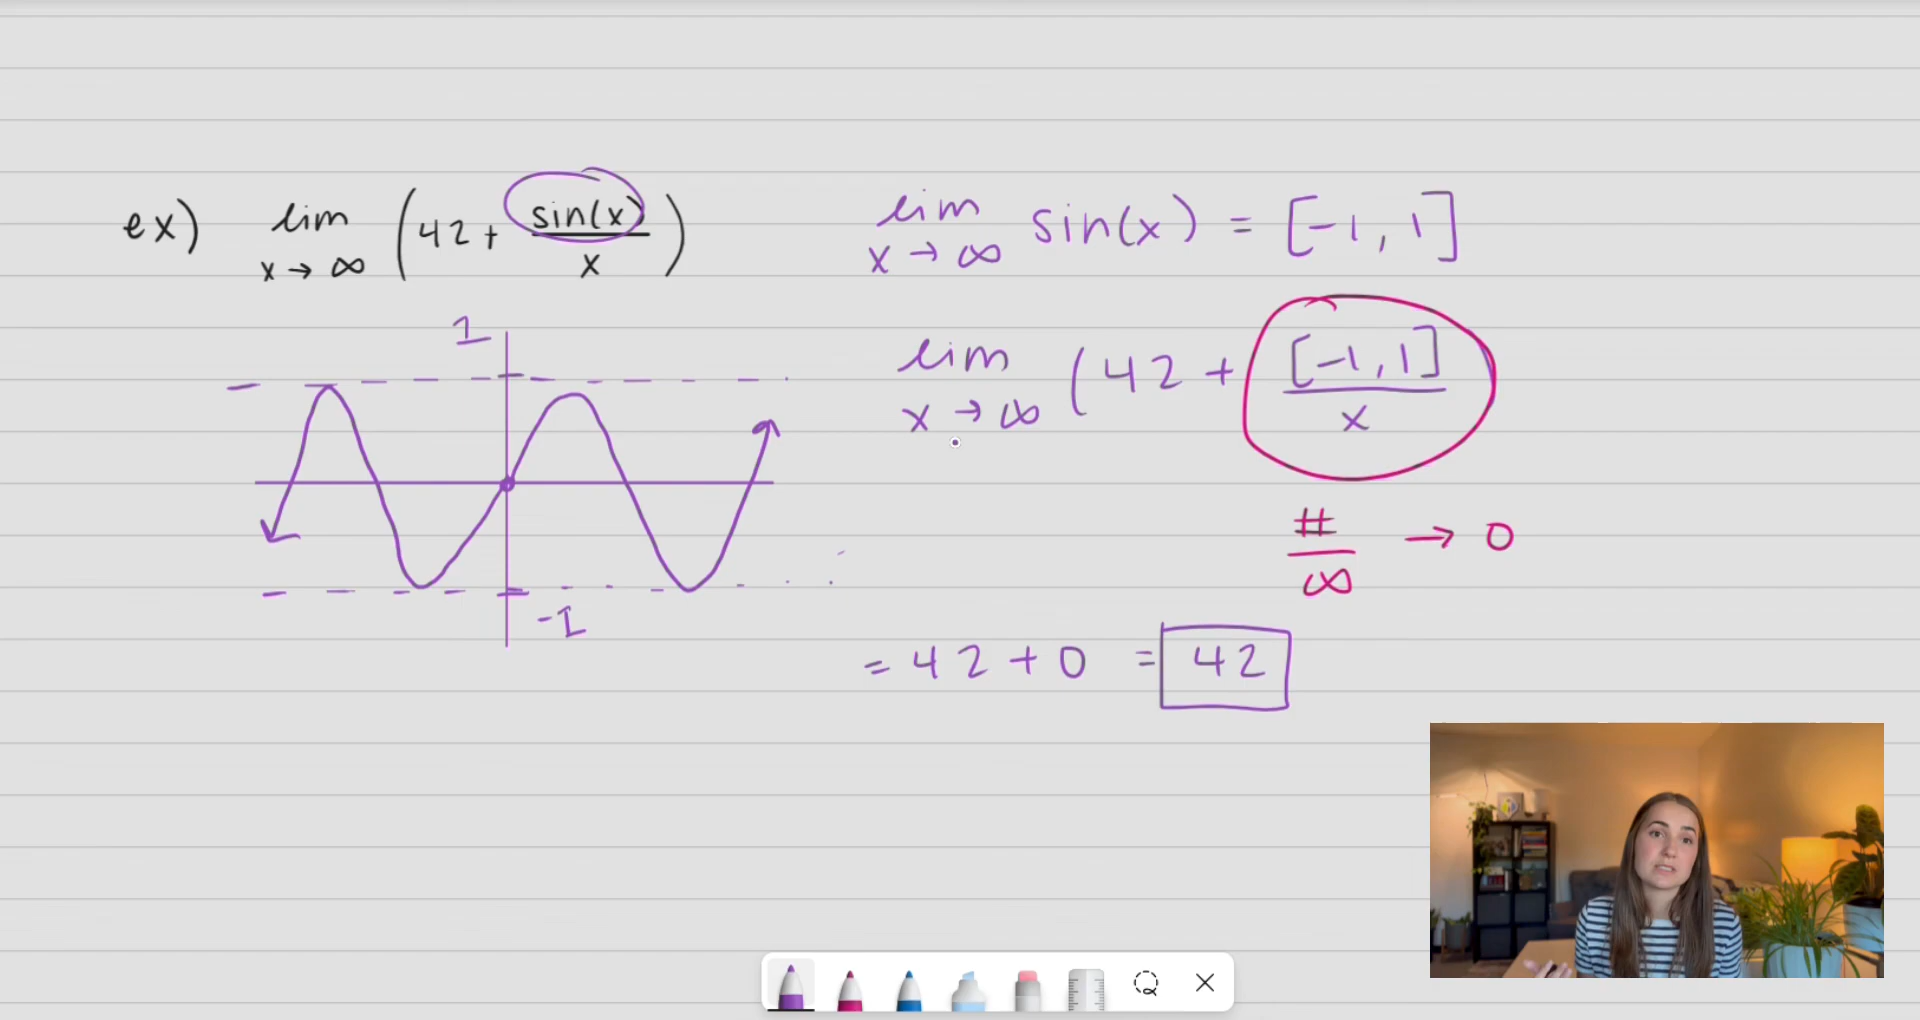 ex) lim x→∞ (42 + sin(x)/x)
lim x→∞ sin(x) = [-1, 1]
1
-1
lim x→∞ (42 + [-1, 1]/x
#/∞ → 0
= 42 + 0 = 42